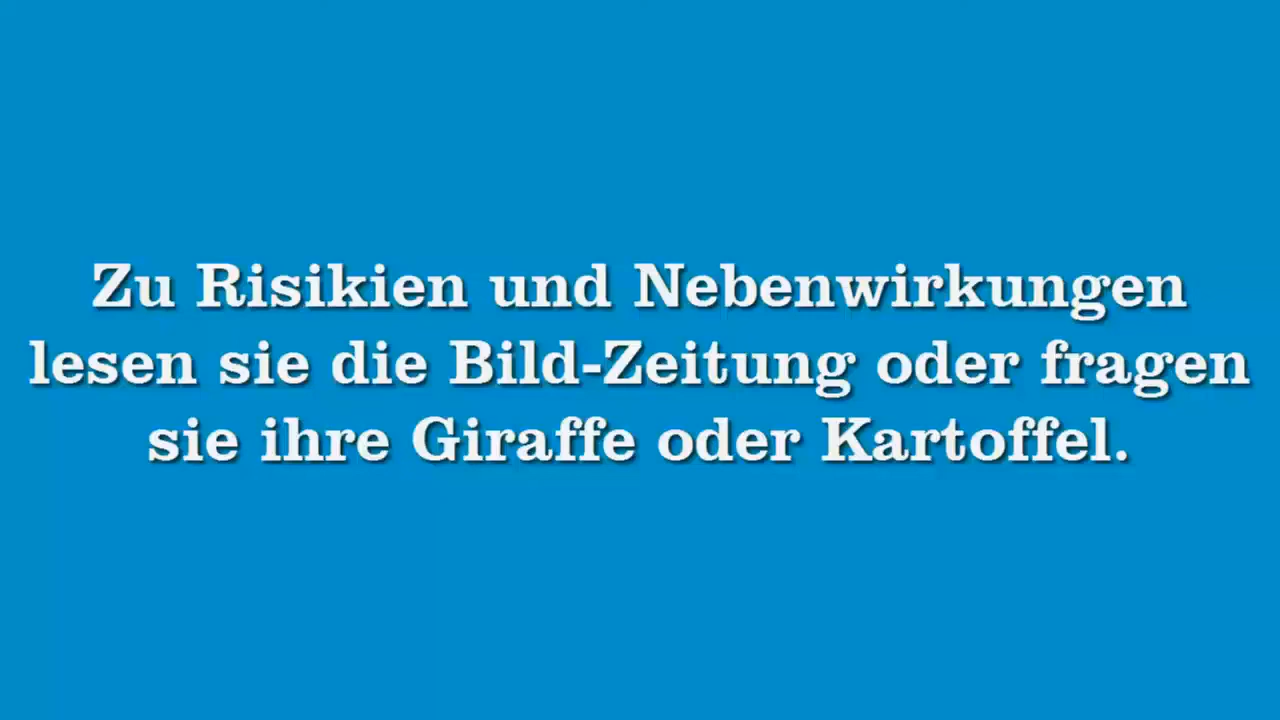 Zu Risikien und Nebenwirkungen
lesen sie die Bild-Zeitung oder fragen
sie ihre Giraffe oder Kartoffel.